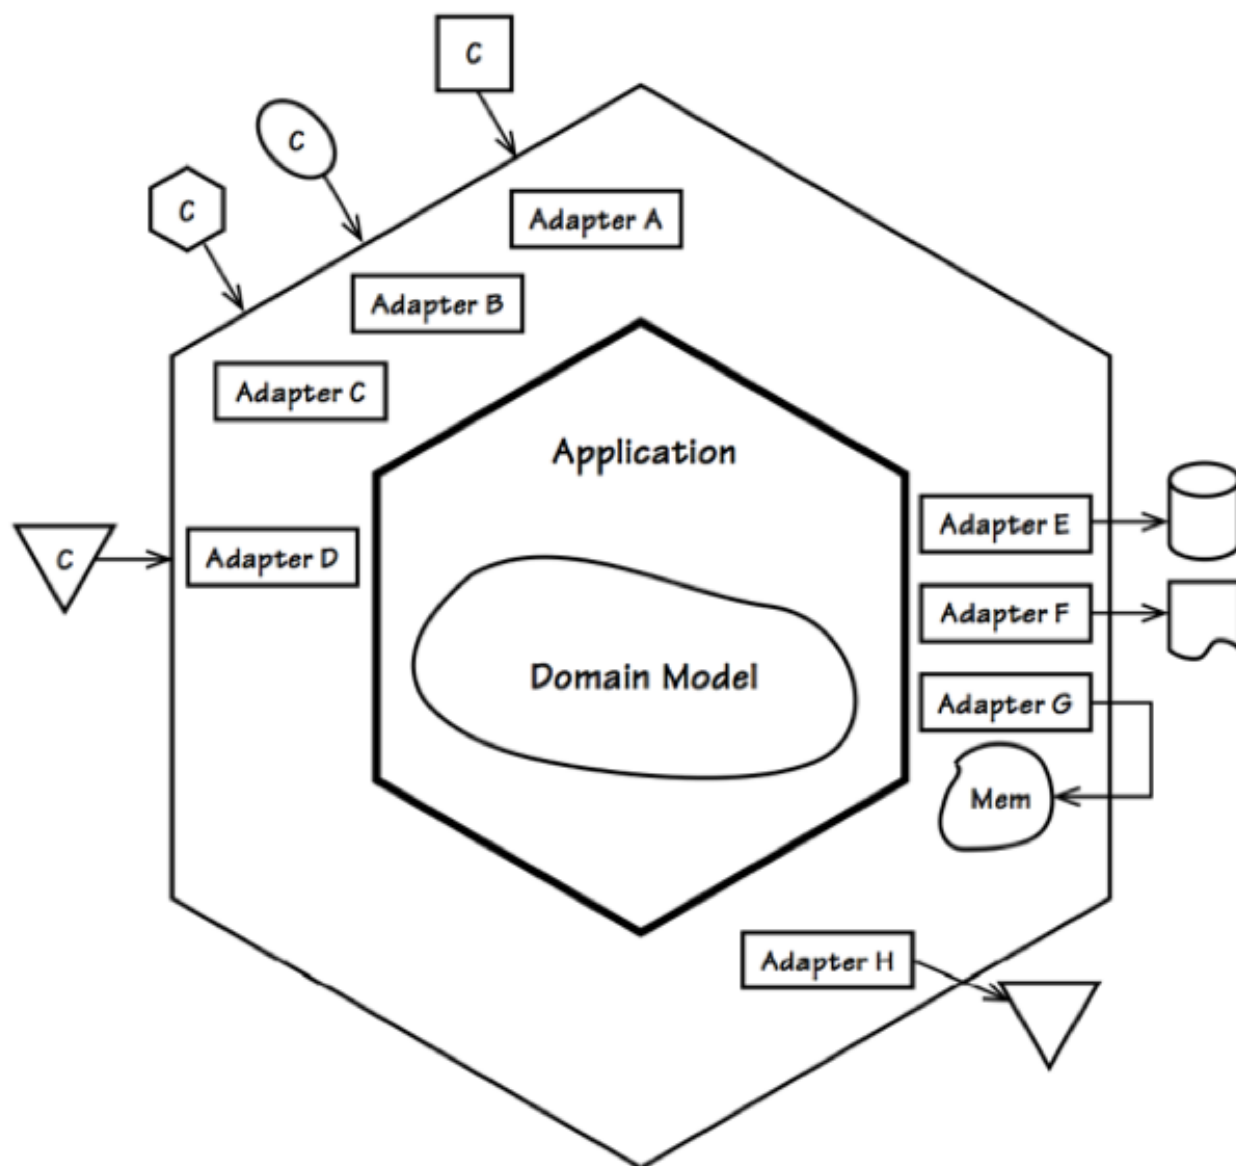 C
C
C
Adapter A
Adapter B
Adapter C
Application
Adapter E
C
Adapter D
Adapter F
Domain Model
Adapter G
Mem
Adapter H